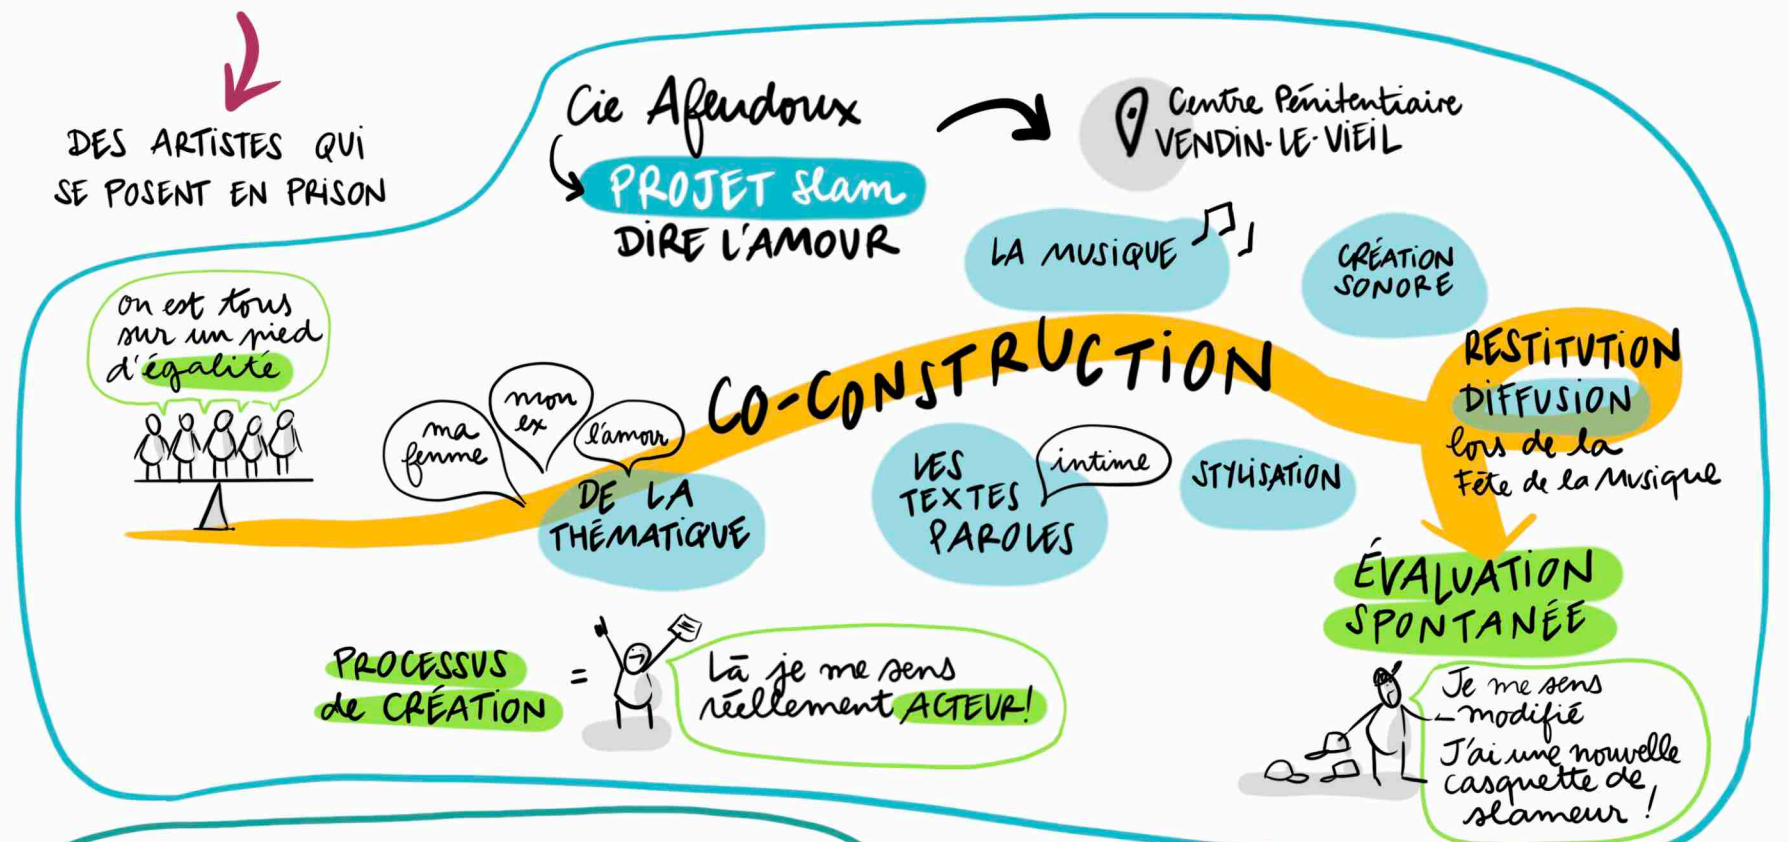 DES ARTISTES QUI
SE POSENT EN PRISON
Cie Afeudoux
PROJET slam
DIRE L'AMOUR
Centre Pénitentiaire
VENDIN-LE-VIEIL
on est tous
sur un pied
d'égalité
ma
femme
mon
ex
l'amour
CO-CONSTRUCTION
DE LA
THÉMATIQUE
LA MUSIQUE
CRÉATION
SONORE
LES
TEXTES
PAROLES
intime
STYLISATION
RESTITUTION
DIFFUSION
lors de la
Fête de la Musique
ÉVALUATION
SPONTANÉE
PROCESSUS
de CRÉATION
=
Là je me sens
réellement ACTEUR!
Je me sens
modifié
J'ai une nouvelle
casquette de
slameur !